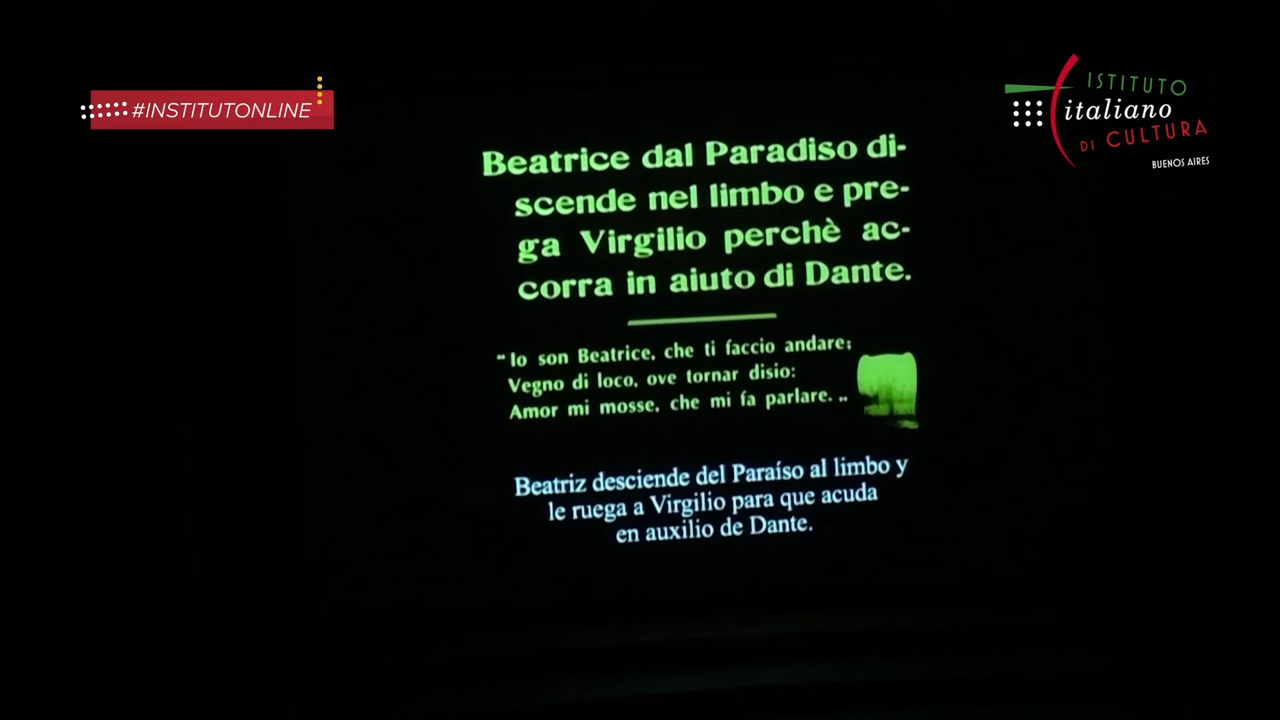 #INSTITUTONLINE
ISTITUTO
italiano
DI CULTURA
BUENOS AIRES
Beatrice dal Paradiso di-
scende nel limbo e pre-
ga Virgilio perchè ac-
corra in aiuto di Dante.
“Io son Beatrice, che ti faccio andare;
Vegno di loco, ove tornar disio:
Amor mi mosse, che mi fa parlare.„
Beatriz desciende del Paraíso al limbo y
le ruega a Virgilio para que acuda
en auxilio de Dante.